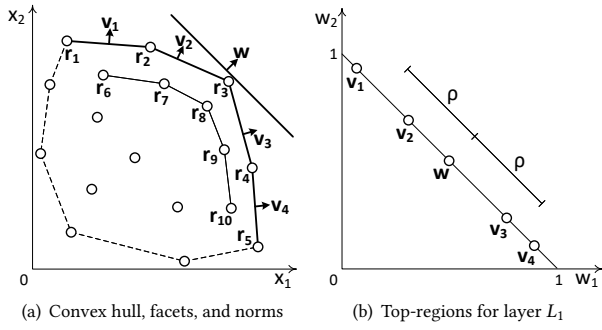 x₂
v₁
r₁
r₂
v₂
w
r₃
r₆
r₇
r₈
v₃
r₉
r₄
r₁₀
v₄
r₅
0
x₁
(a) Convex hull, facets, and norms
w₂
1
v₁
ρ
v₂
ρ
w
v₃
v₄
0
1
w₁
(b) Top-regions for layer L₁